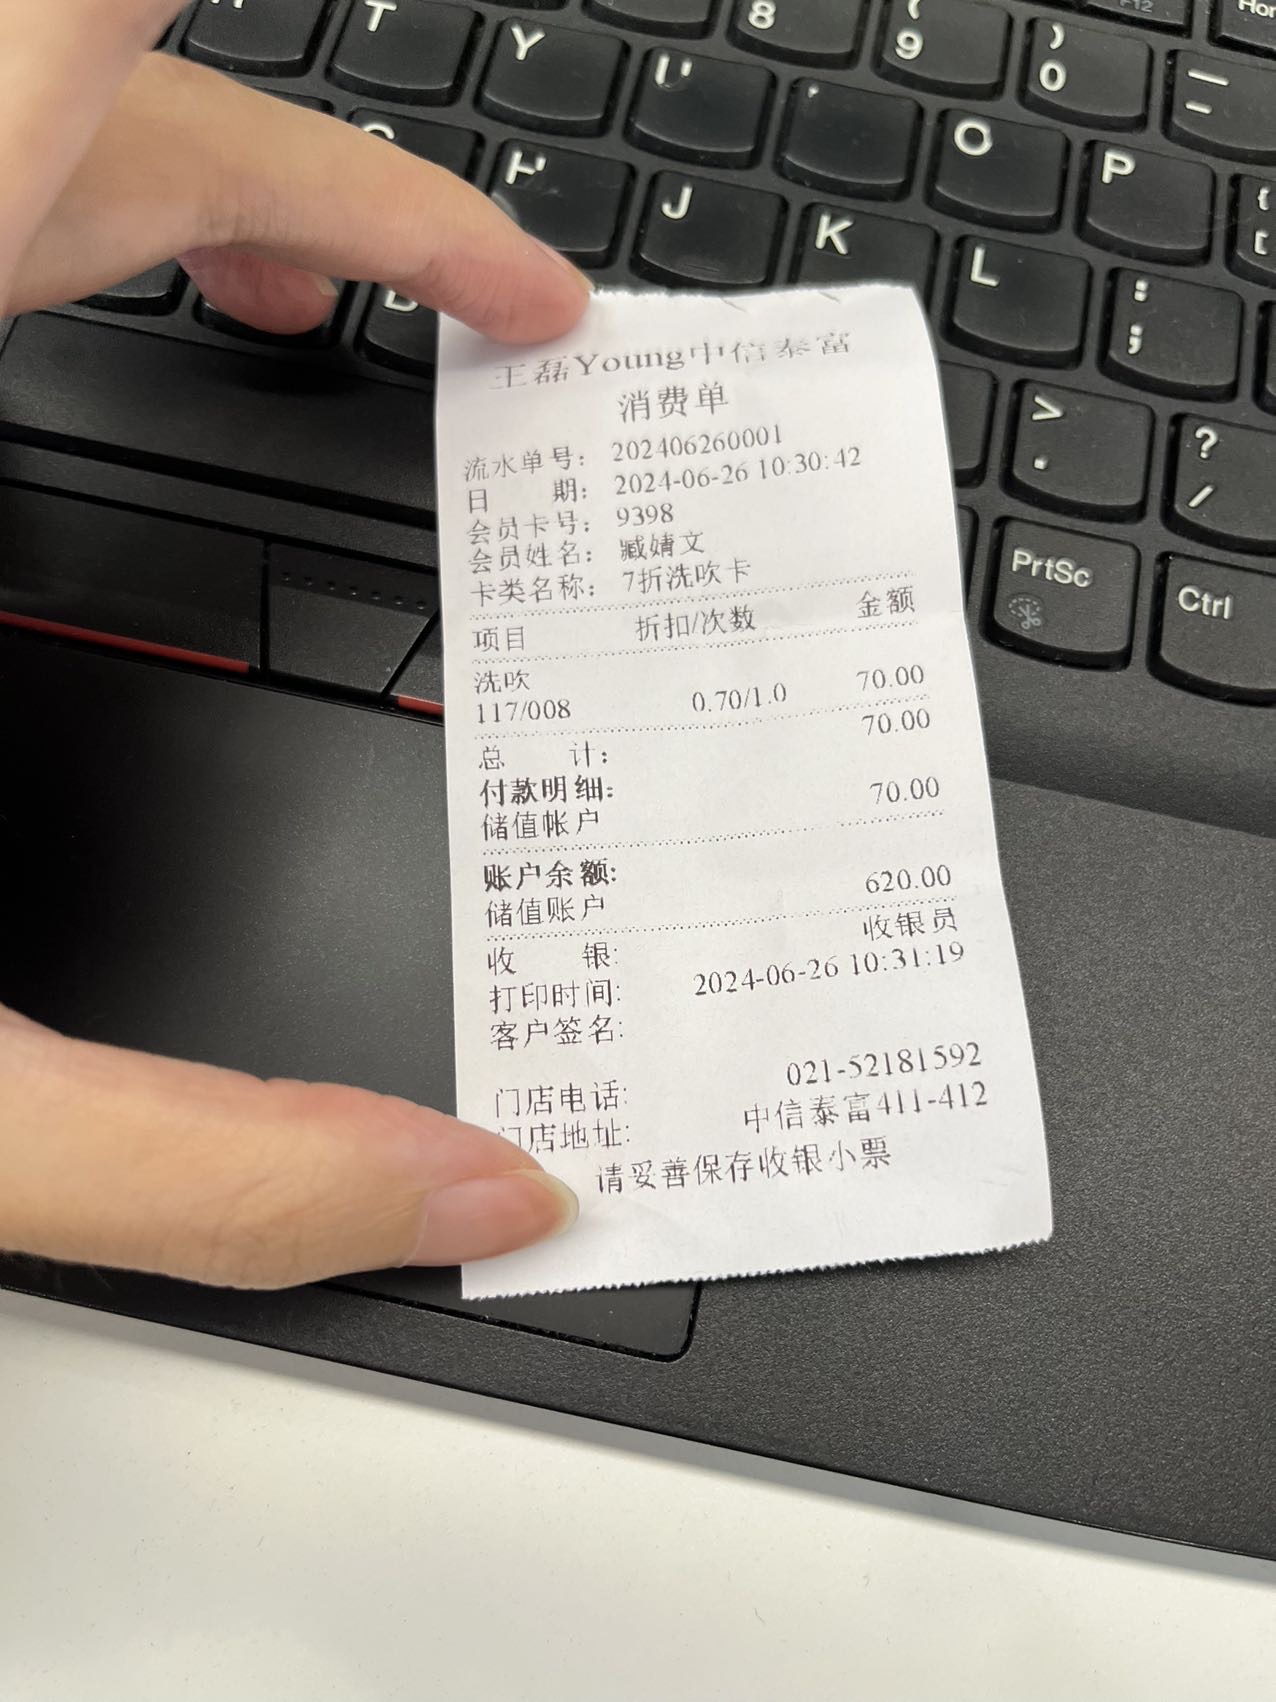 T
Y
8
(
9
)
0
O
P
J
K
L
:
;
>
.
?
/
PrtSc
Ctrl
F12
王磊Young中信泰富
消费单
流水单号： 202406260001
日 期： 2024-06-26 10:30:42
会员卡号： 9398
会员姓名： 臧婧文
卡类名称： 7折洗吹卡
项目 折扣/次数 金额
洗吹
117/008 0.70/1.0 70.00
总 计： 70.00
付款明细:
储值帐户 70.00
账户余额:
储值账户 620.00
收 银: 收银员
打印时间: 2024-06-26 10:31:19
客户签名:
门店电话: 021-52181592
门店地址: 中信泰富411-412
请妥善保存收银小票